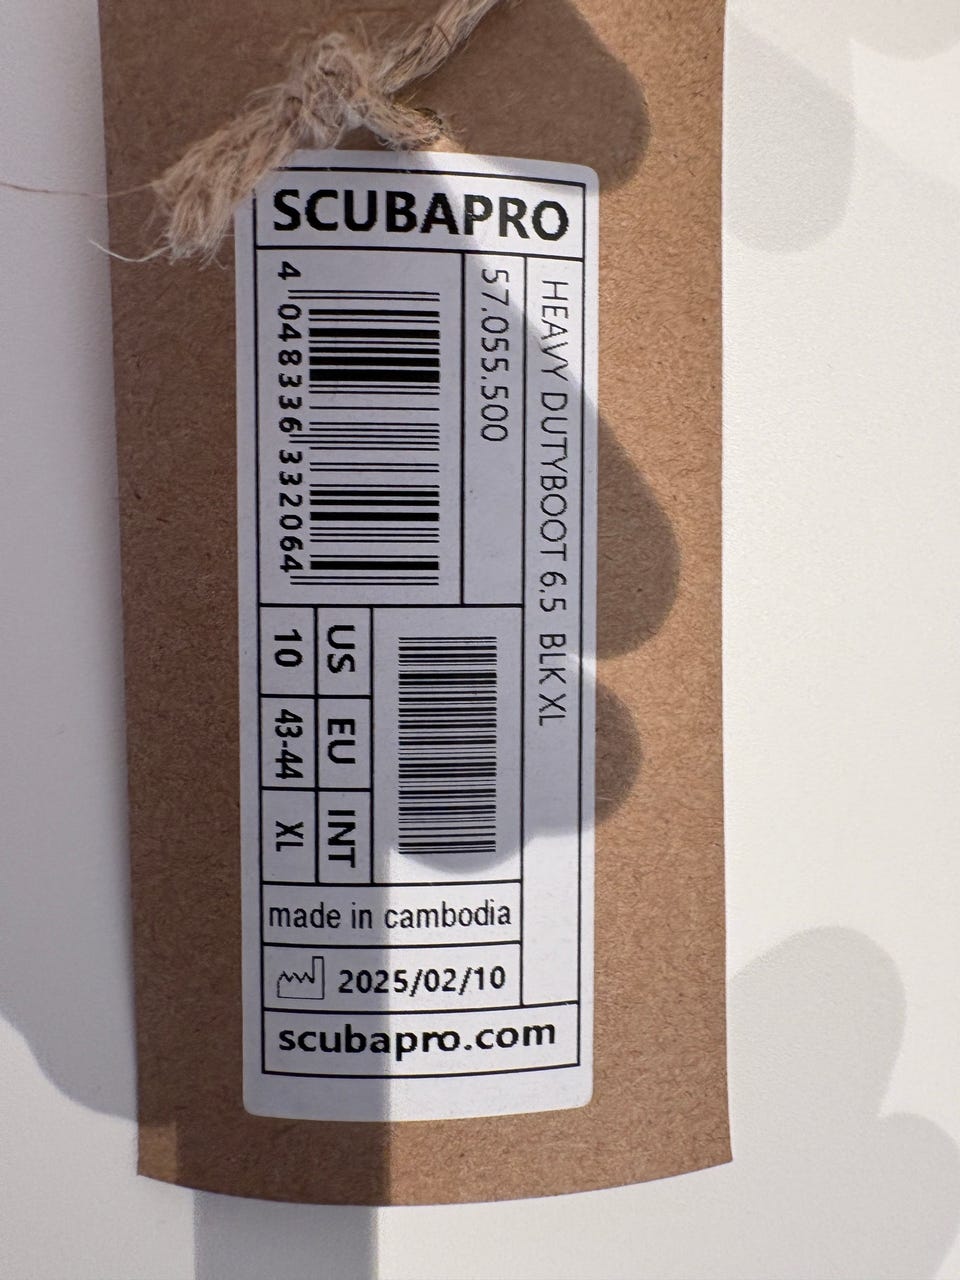 SCUBAPRO
HEAVY DUTYBOOT 6.5 BLK XL
57.055.500
4 048336 332064
US EU INT
10 43-44 XL
made in cambodia
2025/02/10
scubapro.com